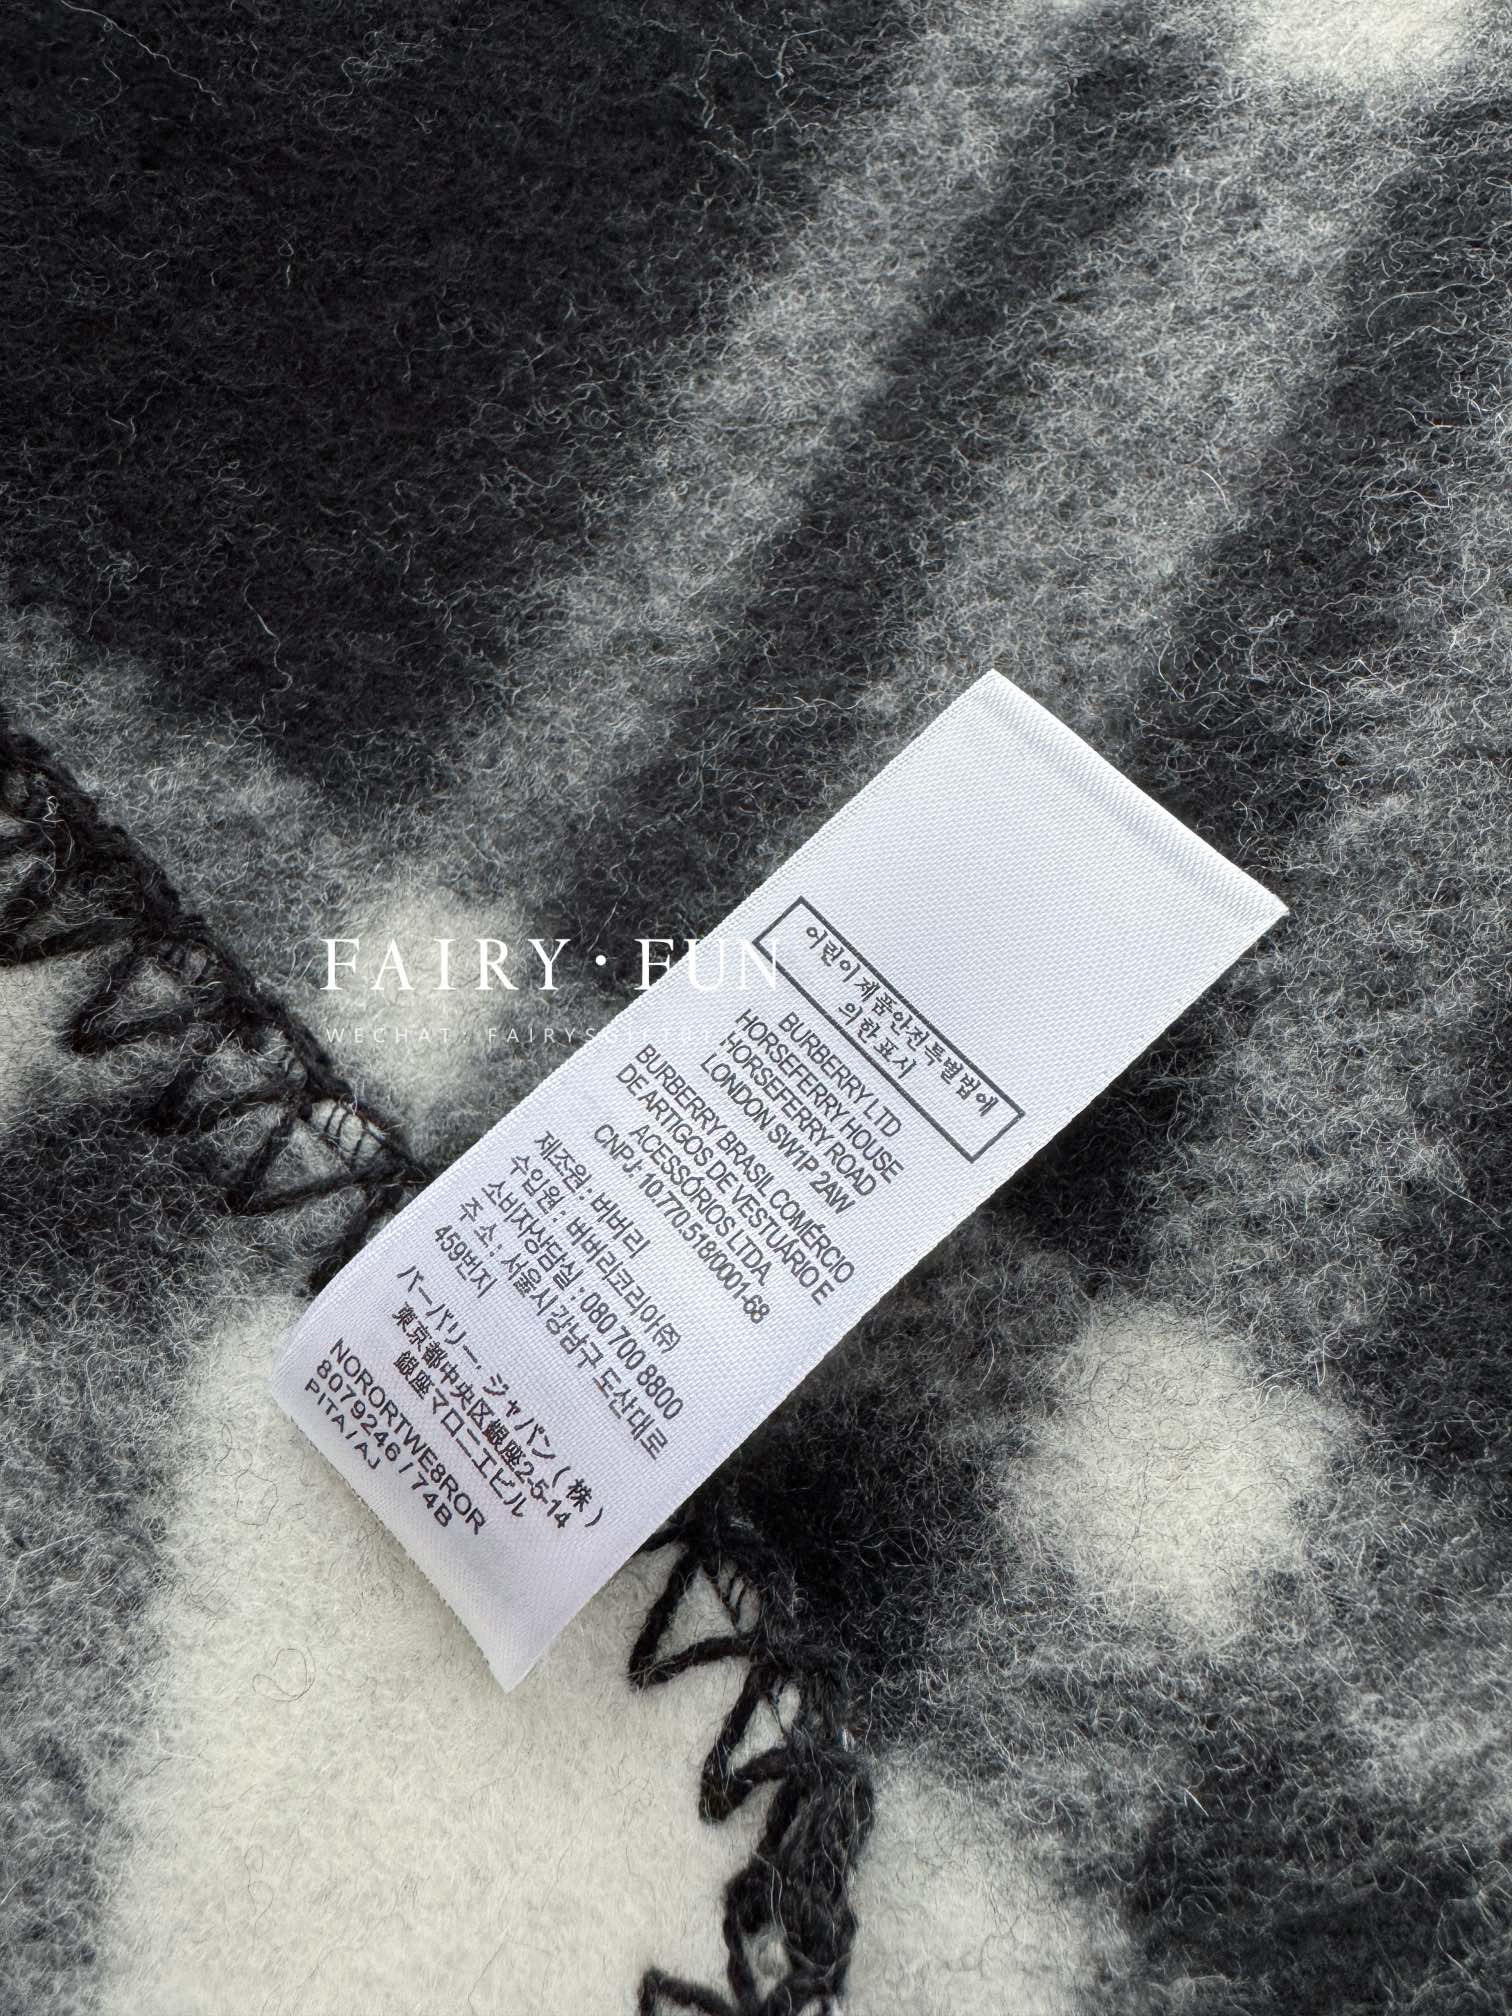 FAIRY·FUN
WECHAT:
어린이제품안전특별법에
의한표시
BURBERRY LTD
HORSEFERRY HOUSE
HORSEFERRY ROAD
LONDON SW1P 2AW
BURBERRY BRASIL COMÉRCIO
DE ARTIGOS DE VESTUÁRIO E
ACESSÓRIOS LTDA.
CNPJ: 10.770.518/0001-68
제조원 : 버버리
수입원 : 버버리코리아㈜
소비자상담실 : 080 700 8800
주 소 : 서울시 강남구 도산대로
459번지
バーバリー・ジャパン(株)
東京都中央区銀座2-5-14
銀座マロニエビル
NORORTWE8ROR
8079246 / 74B
PITA / AJ